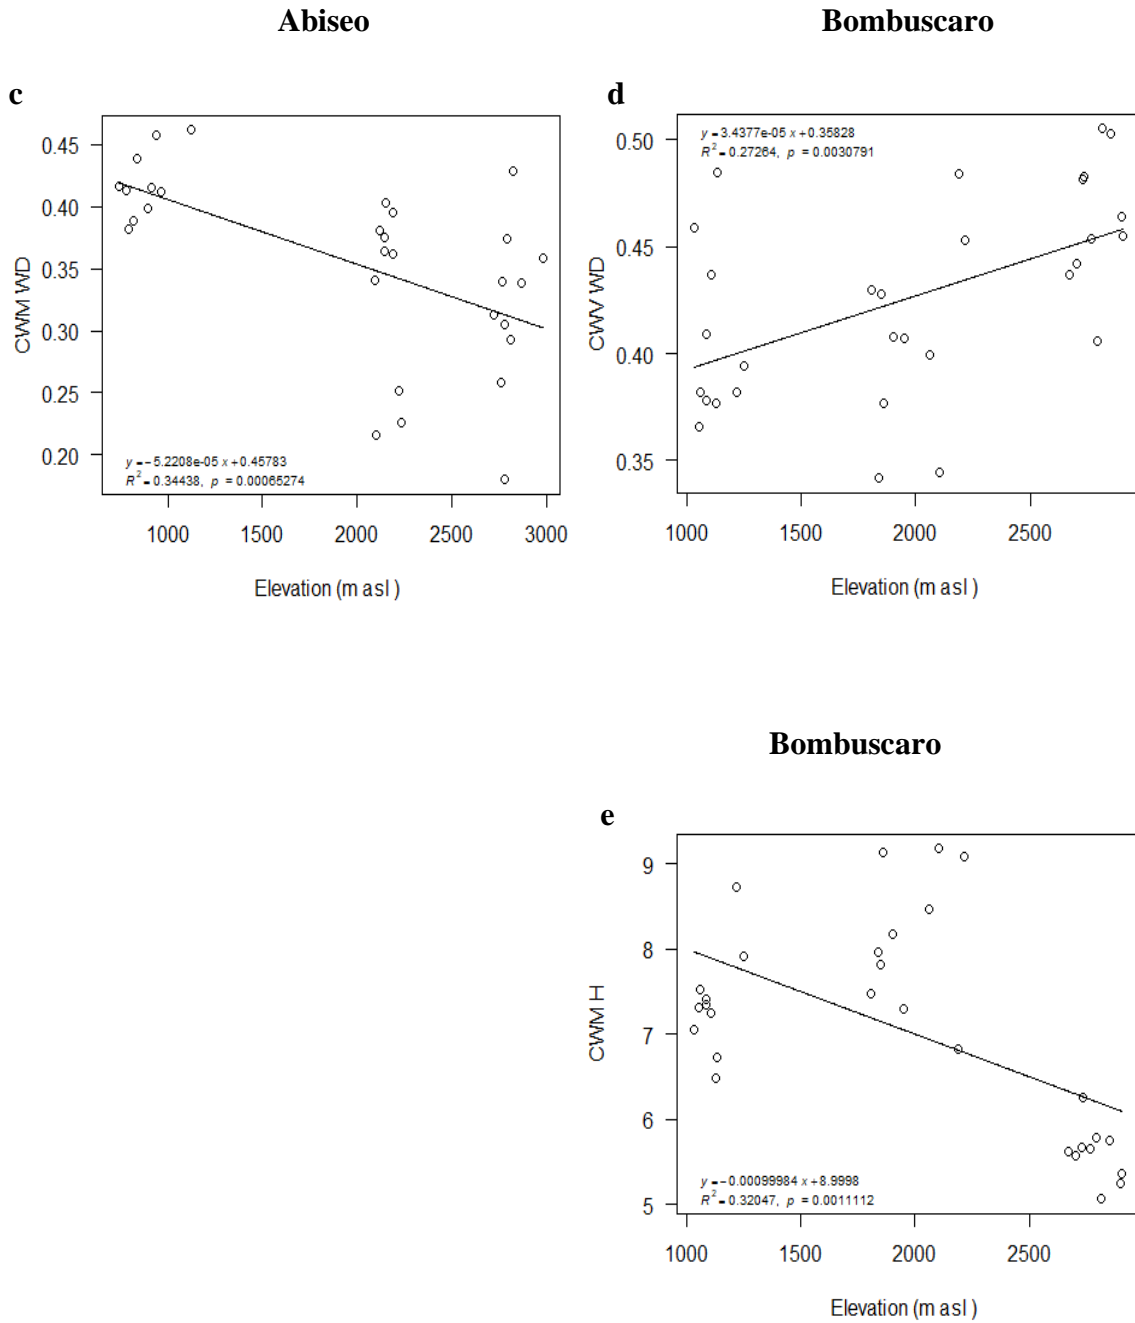 Abiseo
Bombuscaro
c
d
CWM WD
0.45
0.40
0.35
0.30
0.25
0.20
y = − 5.2208e-05 x + 0.45783
R² = 0.34438, p = 0.00065274
1000 1500 2000 2500 3000
Elevation (m asl )
CWV WD
0.50
0.45
0.40
0.35
y = 3.4377e-05 x + 0.35828
R² = 0.27264, p = 0.0030791
1000 1500 2000 2500
Elevation (m asl )
Bombuscaro
e
CWM H
9
8
7
6
5
y = − 0.00099984 x + 8.9998
R² = 0.32047, p = 0.0011112
1000 1500 2000 2500
Elevation (m asl )